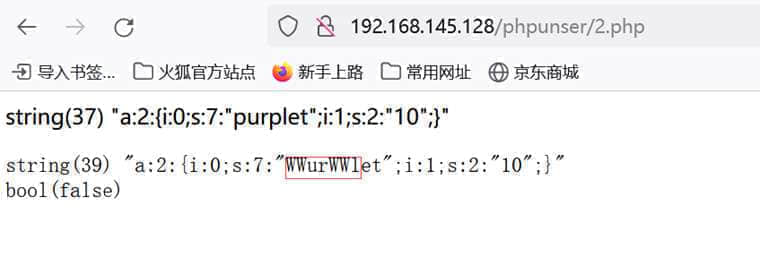 192.168.145.128/phpunser/2.php
导入书签... 火狐官方站点 新手上路 常用网址 京东商城
string(37) "a:2:{i:0;s:7:"purplet";i:1;s:2:"10";}"
string(39) "a:2:{i:0;s:7:"WWurWWlet";i:1;s:2:"10";}"
bool(false)